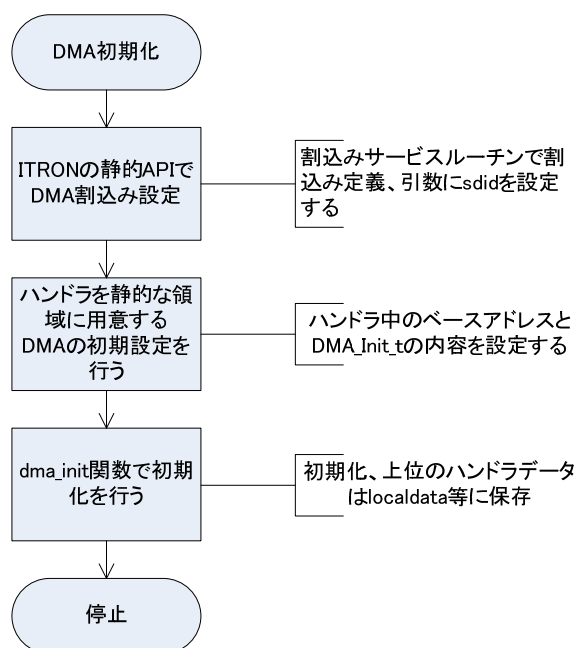 DMA初期化
ITRONの静的APIで
DMA割込み設定
割込みサービスルーチンで割
込み定義、引数にsdidを設定
する
ハンドラを静的な領
域に用意する
DMAの初期設定を
行う
ハンドラ中のベースアドレスと
DMA_Init_tの内容を設定する
dma_init関数で初期
化を行う
初期化、上位のハンドラデータ
はlocaldata等に保存
停止